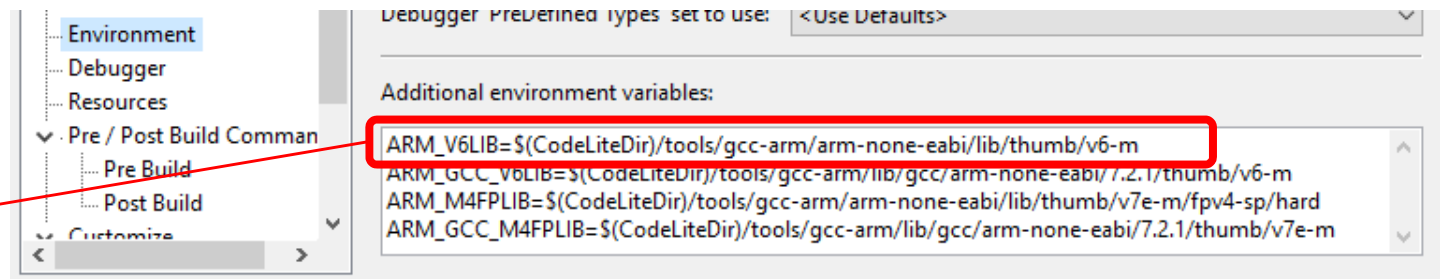 Environment
Debugger
Resources
Pre / Post Build Comman
Pre Build
Post Build
Customize
Debugger 'PreDefined Types' set to use: <Use Defaults>
Additional environment variables:
ARM_V6LIB=$(CodeLiteDir)/tools/gcc-arm/arm-none-eabi/lib/thumb/v6-m
ARM_GCC_V6LIB=$(CodeLiteDir)/tools/gcc-arm/lib/gcc/arm-none-eabi/7.2.1/thumb/v6-m
ARM_M4FPLIB=$(CodeLiteDir)/tools/gcc-arm/arm-none-eabi/lib/thumb/v7e-m/fpv4-sp/hard
ARM_GCC_M4FPLIB=$(CodeLiteDir)/tools/gcc-arm/lib/gcc/arm-none-eabi/7.2.1/thumb/v7e-m